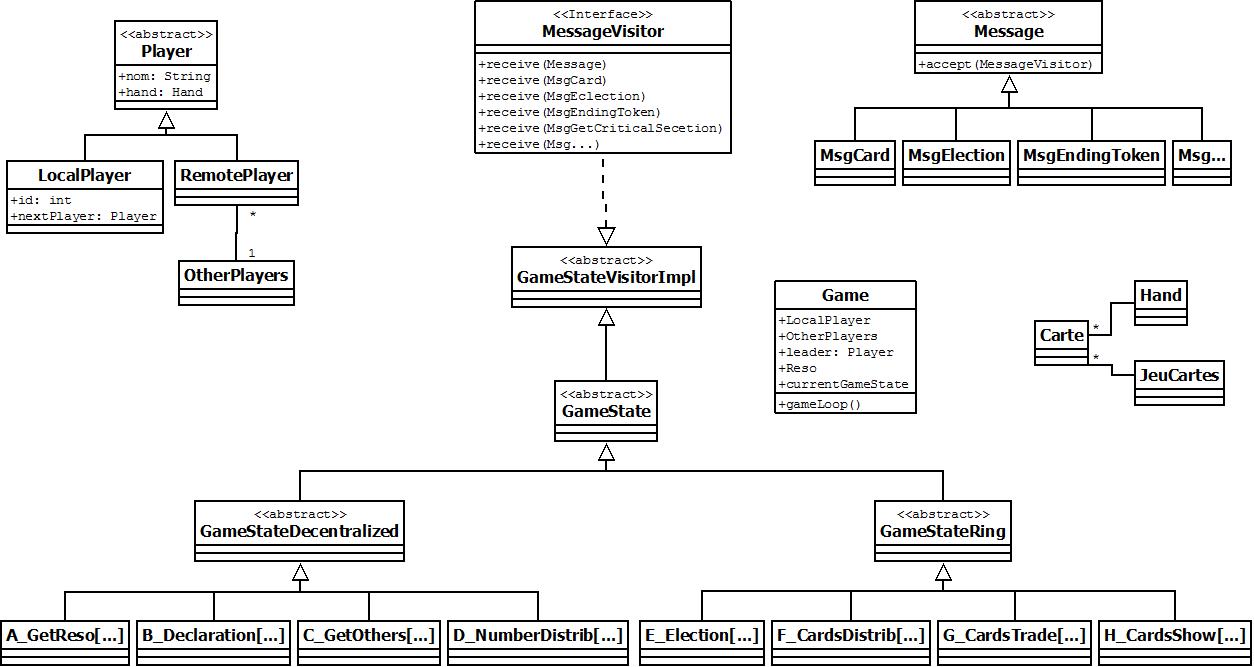 <<abstract>>
Player
+nom: String
+hand: Hand
LocalPlayer
+id: int
+nextPlayer: Player
RemotePlayer
*
1
OtherPlayers
<<Interface>>
MessageVisitor
+receive(Message)
+receive(MsgCard)
+receive(MsgEclection)
+receive(MsgEndingToken)
+receive(MsgGetCriticalSecetion)
+receive(Msg...)
<<abstract>>
Message
+accept(MessageVisitor)
MsgCard
MsgElection
MsgEndingToken
Msg...
<<abstract>>
GameStateVisitorImpl
Game
+LocalPlayer
+OtherPlayers
+leader: Player
+Reso
+currentGameState
+gameLoop()
Hand
Carte
*
*
JeuCartes
<<abstract>>
GameState
<<abstract>>
GameStateDecentralized
<<abstract>>
GameStateRing
A_GetReso[...]
B_Declaration[...]
C_GetOthers[...]
D_NumberDistrib[...]
E_Election[...]
F_CardsDistrib[...]
G_CardsTrade[...]
H_CardsShow[...]